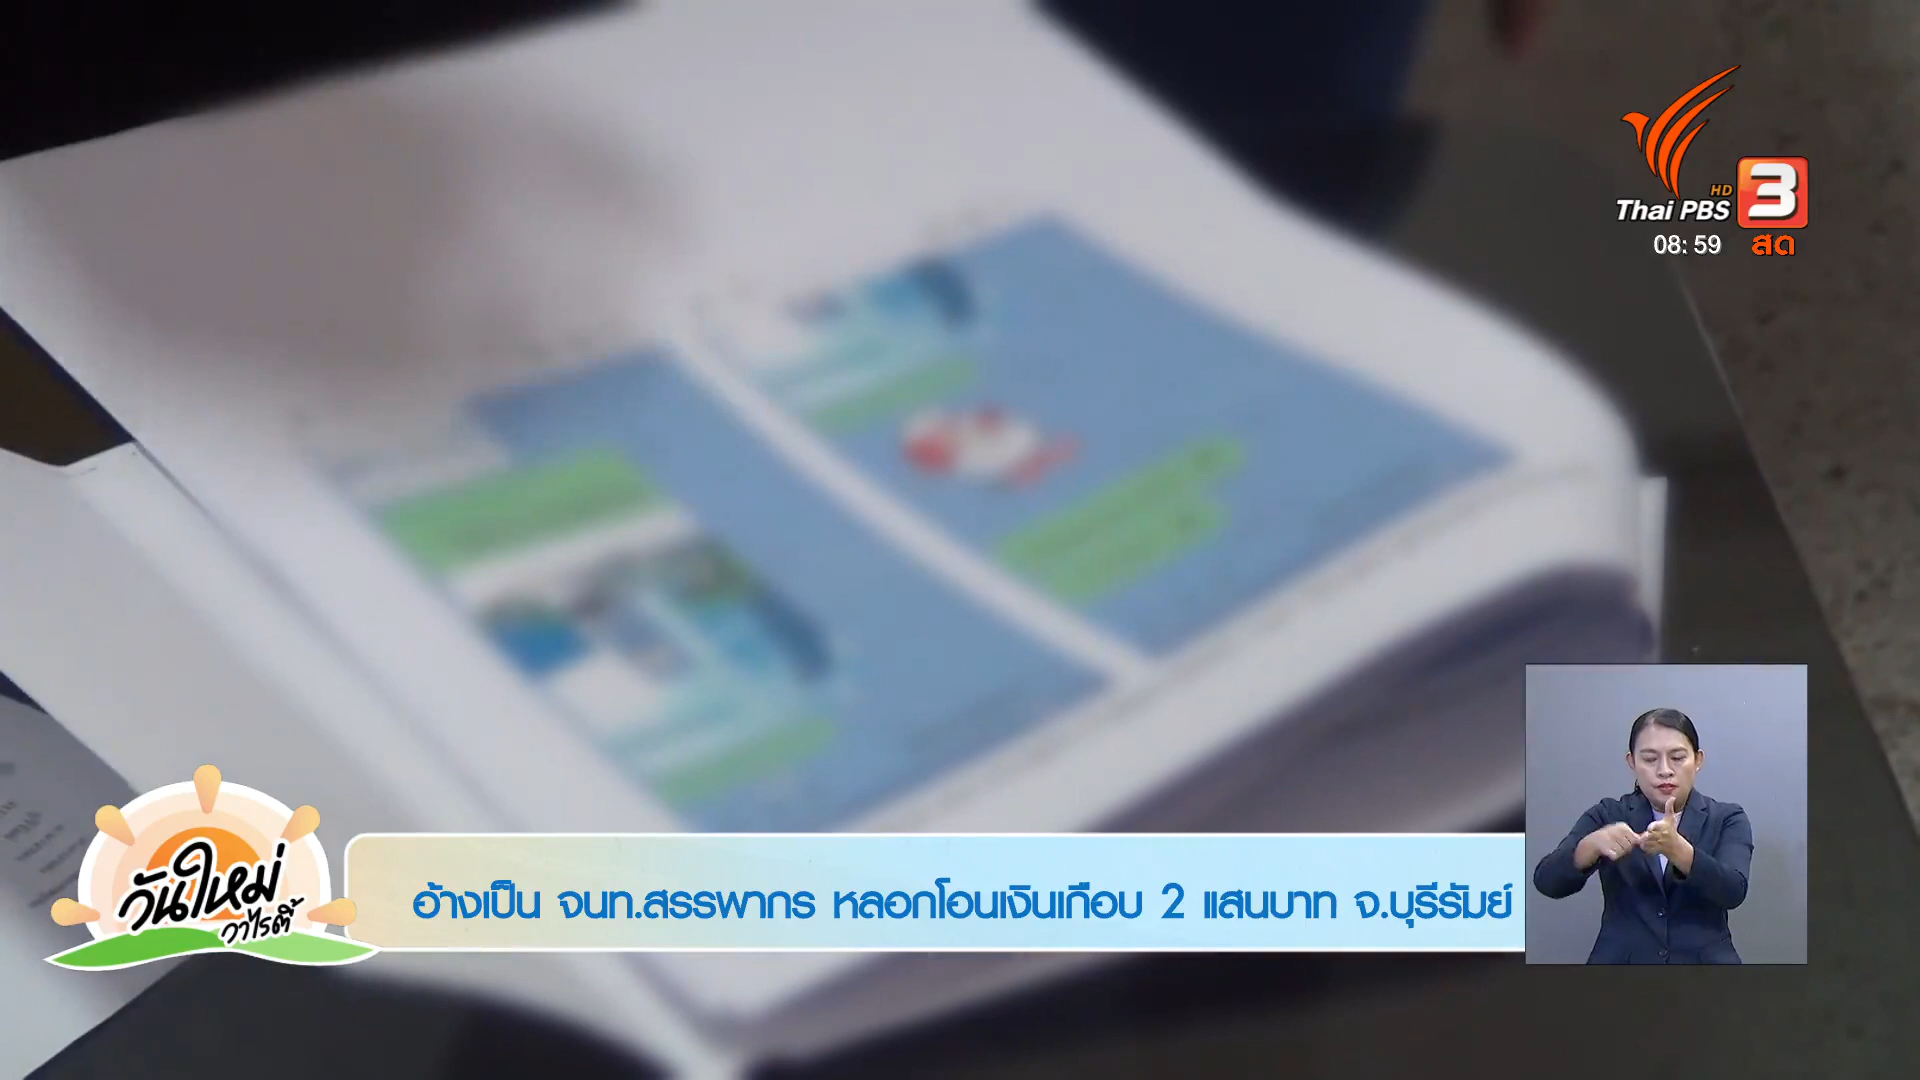 HD
Thai PBS 3
08:59 สด
วันใหม่
วาไรตี้
อ้างเป็น จนท.สรรพากร หลอกโอนเงินเกือบ 2 แสนบาท จ.บุรีรัมย์